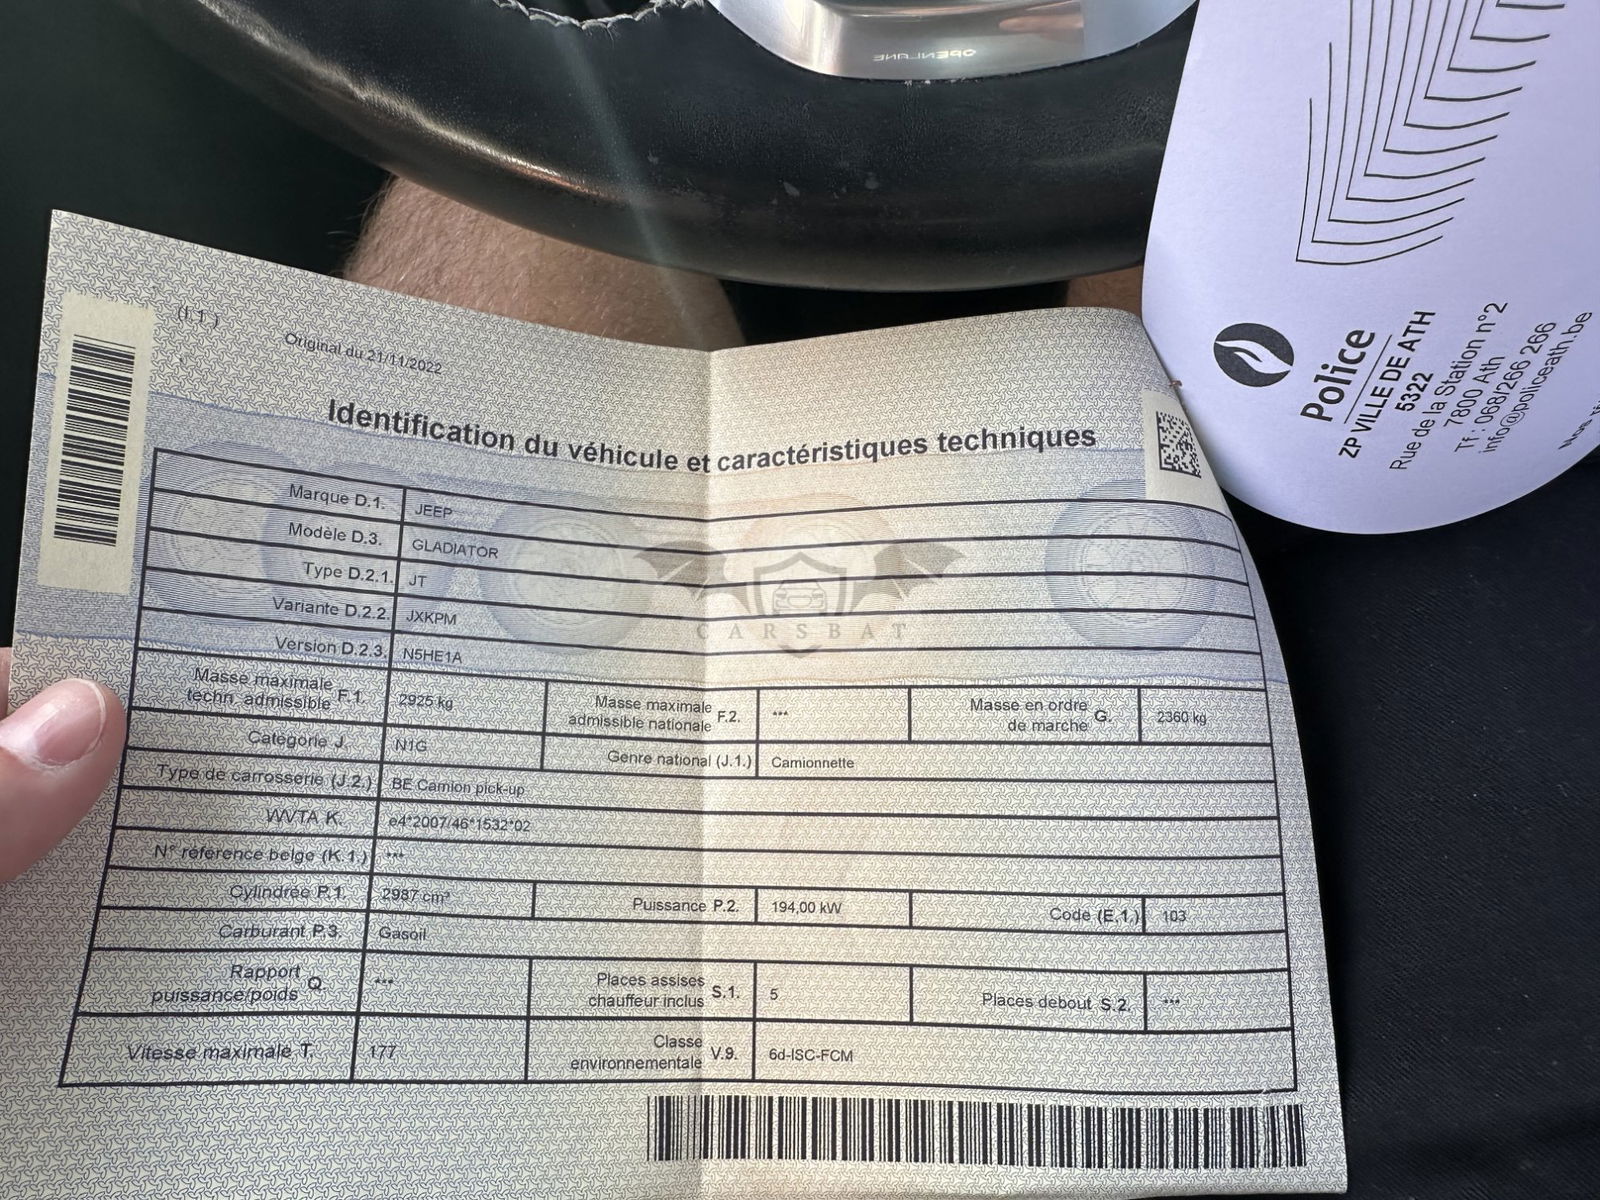 OPENLANE
Police
ZP VILLE DE ATH
5322
Rue de la Station n°2
7800 Ath
Tf : 068/266 266
info@policeath.be
(I.1.)
Original du 21/11/2022
Identification du véhicule et caractéristiques techniques
Marque D.1. JEEP
Modèle D.3. GLADIATOR
Type D.2.1. JT
Variante D.2.2. JXKPM
CARSBAT
Version D.2.3. N5HE1A
Masse maximale techn. admissible F.1. 2925 kg Masse maximale admissible nationale F.2. *** Masse en ordre de marche G. 2360 kg
Catégorie J. N1G Genre national (J.1.) Camionnette
Type de carrosserie (J.2.) BE Camion pick-up
WVTA K. e4*2007/46*1532*02
N° référence belge (K.1.) ***
Cylindrée P.1. 2987 cm³ Puissance P.2. 194,00 kW Code (E.1.) 103
Carburant P.3. Gasoil
Rapport puissance/poids Q. *** Places assises chauffeur inclus S.1. 5 Places debout S.2. ***
Vitesse maximale T. 177 Classe environnementale V.9. 6d-ISC-FCM